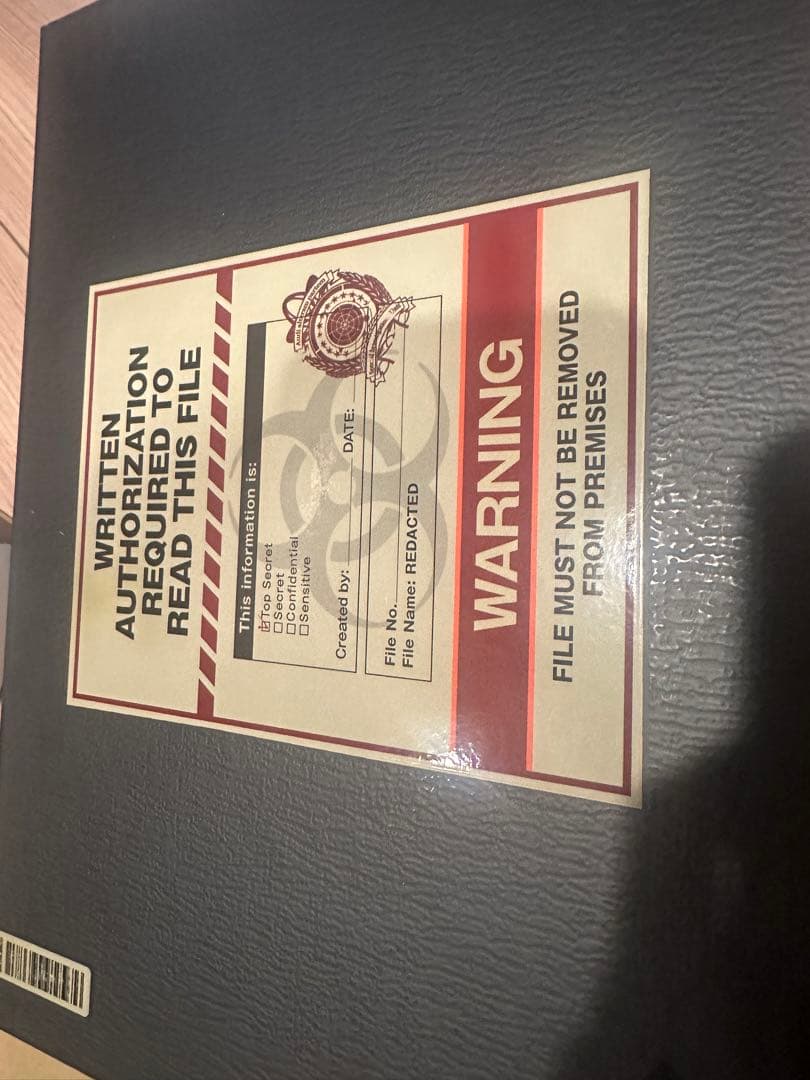 WRITTEN
AUTHORIZATION
REQUIRED TO
READ THIS FILE
This information is:
Top Secret
Secret
Confidential
Sensitive
Created by:
DATE:
File No.
File Name: REDACTED
WARNING
FILE MUST NOT BE REMOVED
FROM PREMISES